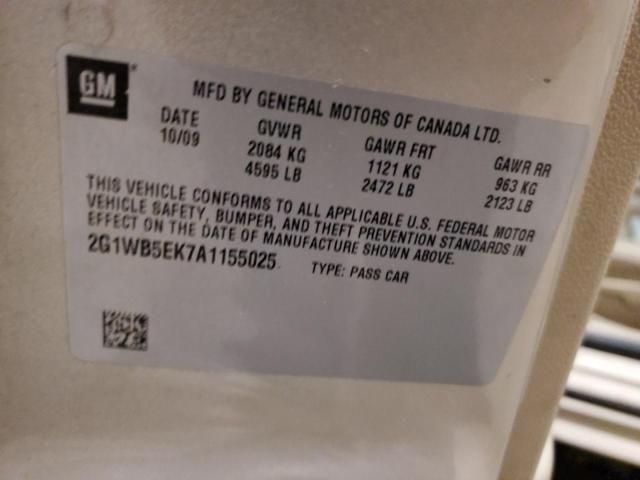 GM
MFD BY GENERAL MOTORS OF CANADA LTD.
DATE GVWR GAWR FRT GAWR RR
10/09 2084 KG 1121 KG 963 KG
4595 LB 2472 LB 2123 LB
THIS VEHICLE CONFORMS TO ALL APPLICABLE U.S. FEDERAL MOTOR
VEHICLE SAFETY, BUMPER, AND THEFT PREVENTION STANDARDS IN
EFFECT ON THE DATE OF MANUFACTURE SHOWN ABOVE.
2G1WB5EK7A1155025 TYPE: PASS CAR